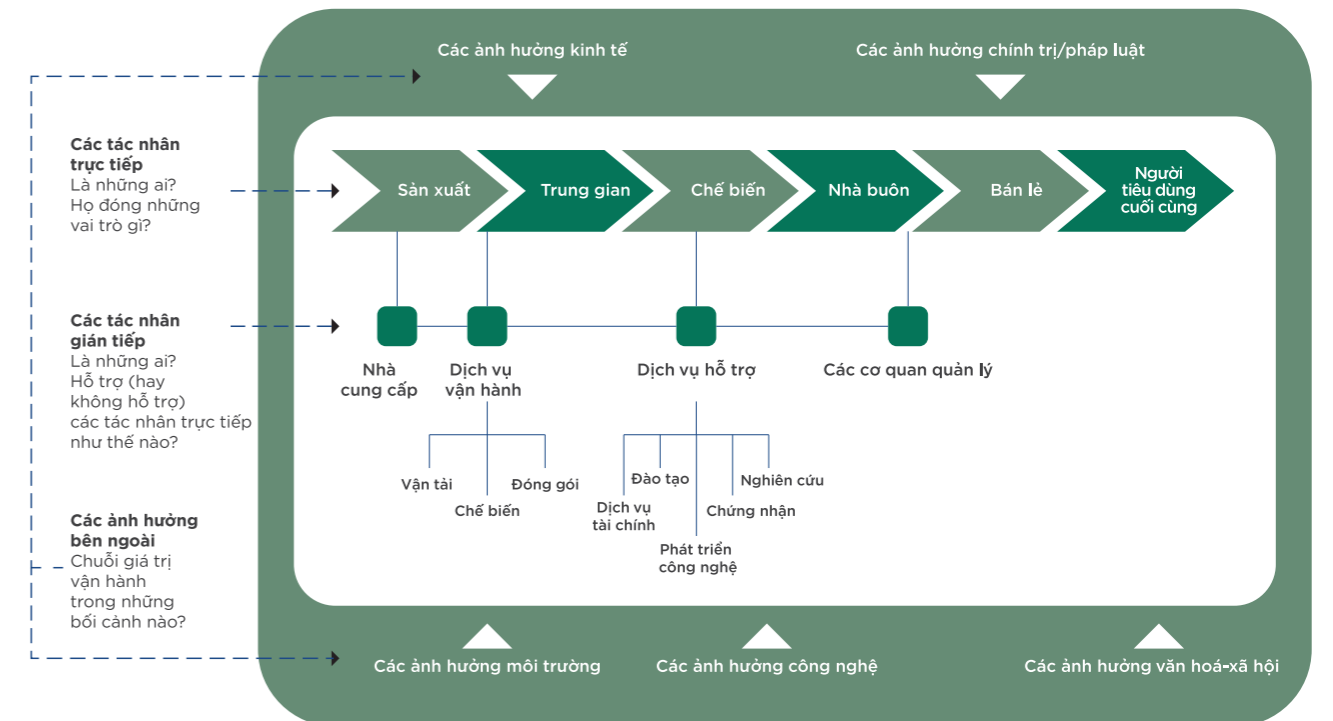 Các ảnh hưởng kinh tế
Các ảnh hưởng chính trị/pháp luật
Các tác nhân
trực tiếp
Là những ai?
Họ đóng những
vai trò gì?
Sản xuất
Trung gian
Chế biến
Nhà buôn
Bán lẻ
Người
tiêu dùng
cuối cùng
Các tác nhân
gián tiếp
Là những ai?
Hỗ trợ (hay
không hỗ trợ)
các tác nhân trực tiếp
như thế nào?
Nhà
cung cấp
Dịch vụ
vận hành
Dịch vụ hỗ trợ
Các cơ quan quản lý
Vận tải
Chế biến
Đóng gói
Dịch vụ
tài chính
Đào tạo
Phát triển
công nghệ
Chứng nhận
Nghiên cứu
Các ảnh hưởng
bên ngoài
Chuỗi giá trị
vận hành
trong những
bối cảnh nào?
Các ảnh hưởng môi trường
Các ảnh hưởng công nghệ
Các ảnh hưởng văn hoá-xã hội